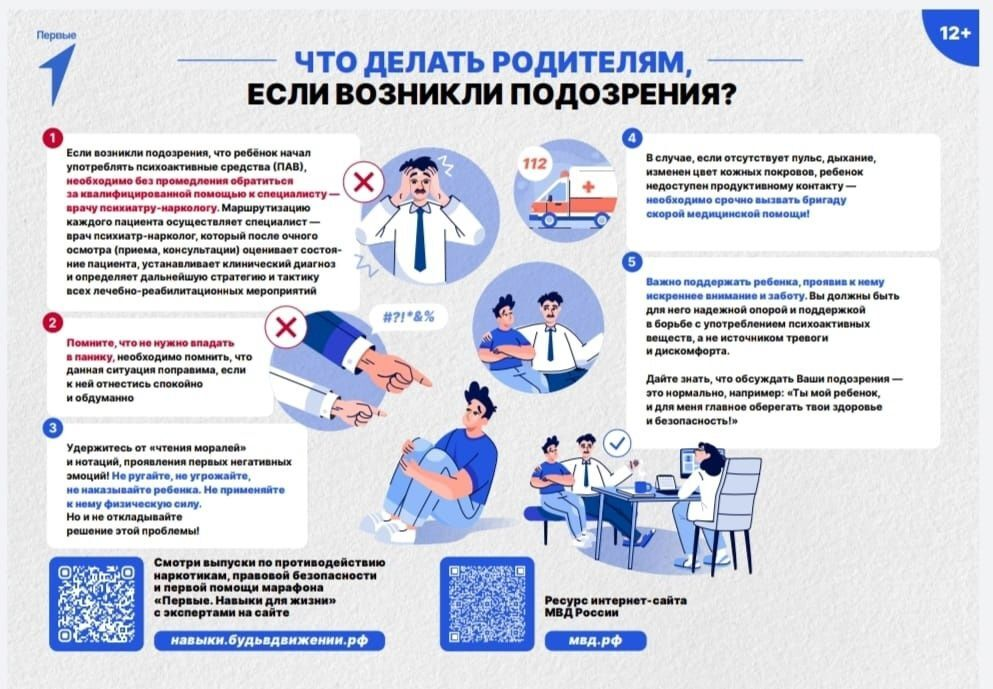 Первые
12+
ЧТО ДЕЛАТЬ РОДИТЕЛЯМ,
ЕСЛИ ВОЗНИКЛИ ПОДОЗРЕНИЯ?
1
Если возникли подозрения, что ребёнок начал
употреблять психоактивные средства (ПАВ),
необходимо без промедления обратиться
за квалифицированной помощью к специалисту —
врачу психиатру-наркологу. Маршрутизацию
каждого пациента осуществляет специалист —
врач психиатр-нарколог, который после очного
осмотра (приема, консультации) оценивает состоя-
ние пациента, устанавливает клинический диагноз
и определяет дальнейшую стратегию и тактику
всех лечебно-реабилитационных мероприятий
2
Помните, что не нужно впадать
в панику, необходимо помнить, что
данная ситуация поправима, если
к ней отнестись спокойно
и обдуманно
#?!*&%
3
Удержитесь от «чтения моралей»
и нотаций, проявления первых негативных
эмоций! Не ругайте, не угрожайте,
не наказывайте ребенка. Не применяйте
к нему физическую силу.
Но и не откладывайте
решение этой проблемы!
112
4
В случае, если отсутствует пульс, дыхание,
изменен цвет кожных покровов, ребенок
недоступен продуктивному контакту —
необходимо срочно вызвать бригаду
скорой медицинской помощи!
5
Важно поддержать ребенка, проявив к нему
искреннее внимание и заботу. Вы должны быть
для него надежной опорой и поддержкой
в борьбе с употреблением психоактивных
веществ, а не источником тревоги
и дискомфорта.
Дайте знать, что обсуждать Ваши подозрения —
это нормально, например: «Ты мой ребенок,
и для меня главное оберегать твои здоровье
и безопасность!»
Смотри выпуски по противодействию
наркотикам, правовой безопасности
и первой помощи марафона
«Первые. Навыки для жизни»
с экспертами на сайте
навыки.будьвдвижении.рф
Ресурс интернет-сайта
МВД России
мвд.рф